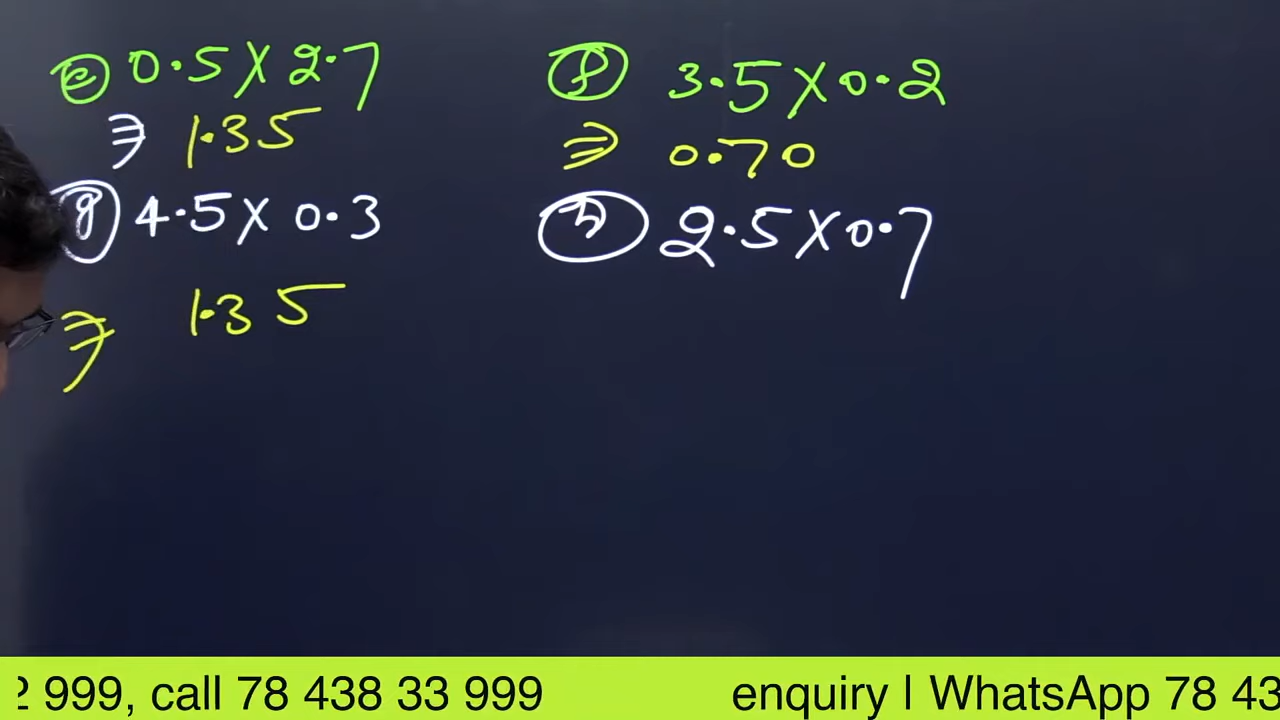 e 0.5 X 2.7
⇒ 1.35
f 3.5 X 0.2
⇒ 0.70
g 4.5 X 0.3
⇒ 1.35
h 2.5 X 0.7
2 999, call 78 438 33 999 enquiry I WhatsApp 78 43